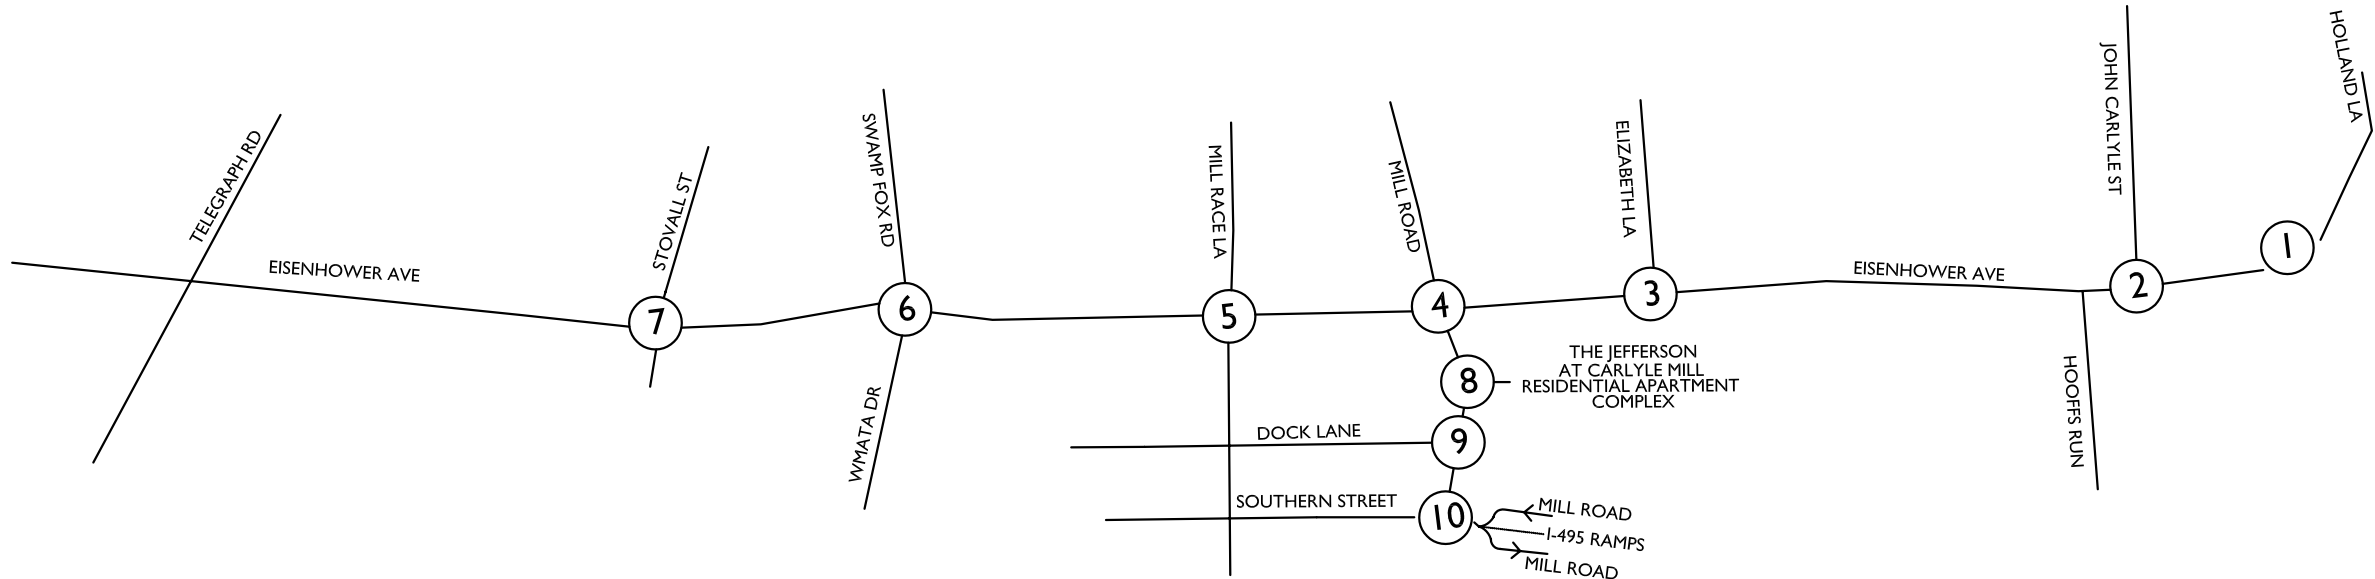 HOLLAND LA
JOHN CARLYLE ST
SWAMP FOX RD
MILL RACE LA
MILL ROAD
ELIZABETH LA
TELEGRAPH RD
STOVALL ST
EISENHOWER AVE
EISENHOWER AVE
1
2
3
4
5
6
7
THE JEFFERSON
AT CARLYLE MILL
RESIDENTIAL APARTMENT
COMPLEX
8
HOOFFS RUN
WMATA DR
DOCK LANE
9
SOUTHERN STREET
10
MILL ROAD
I-495 RAMPS
MILL ROAD